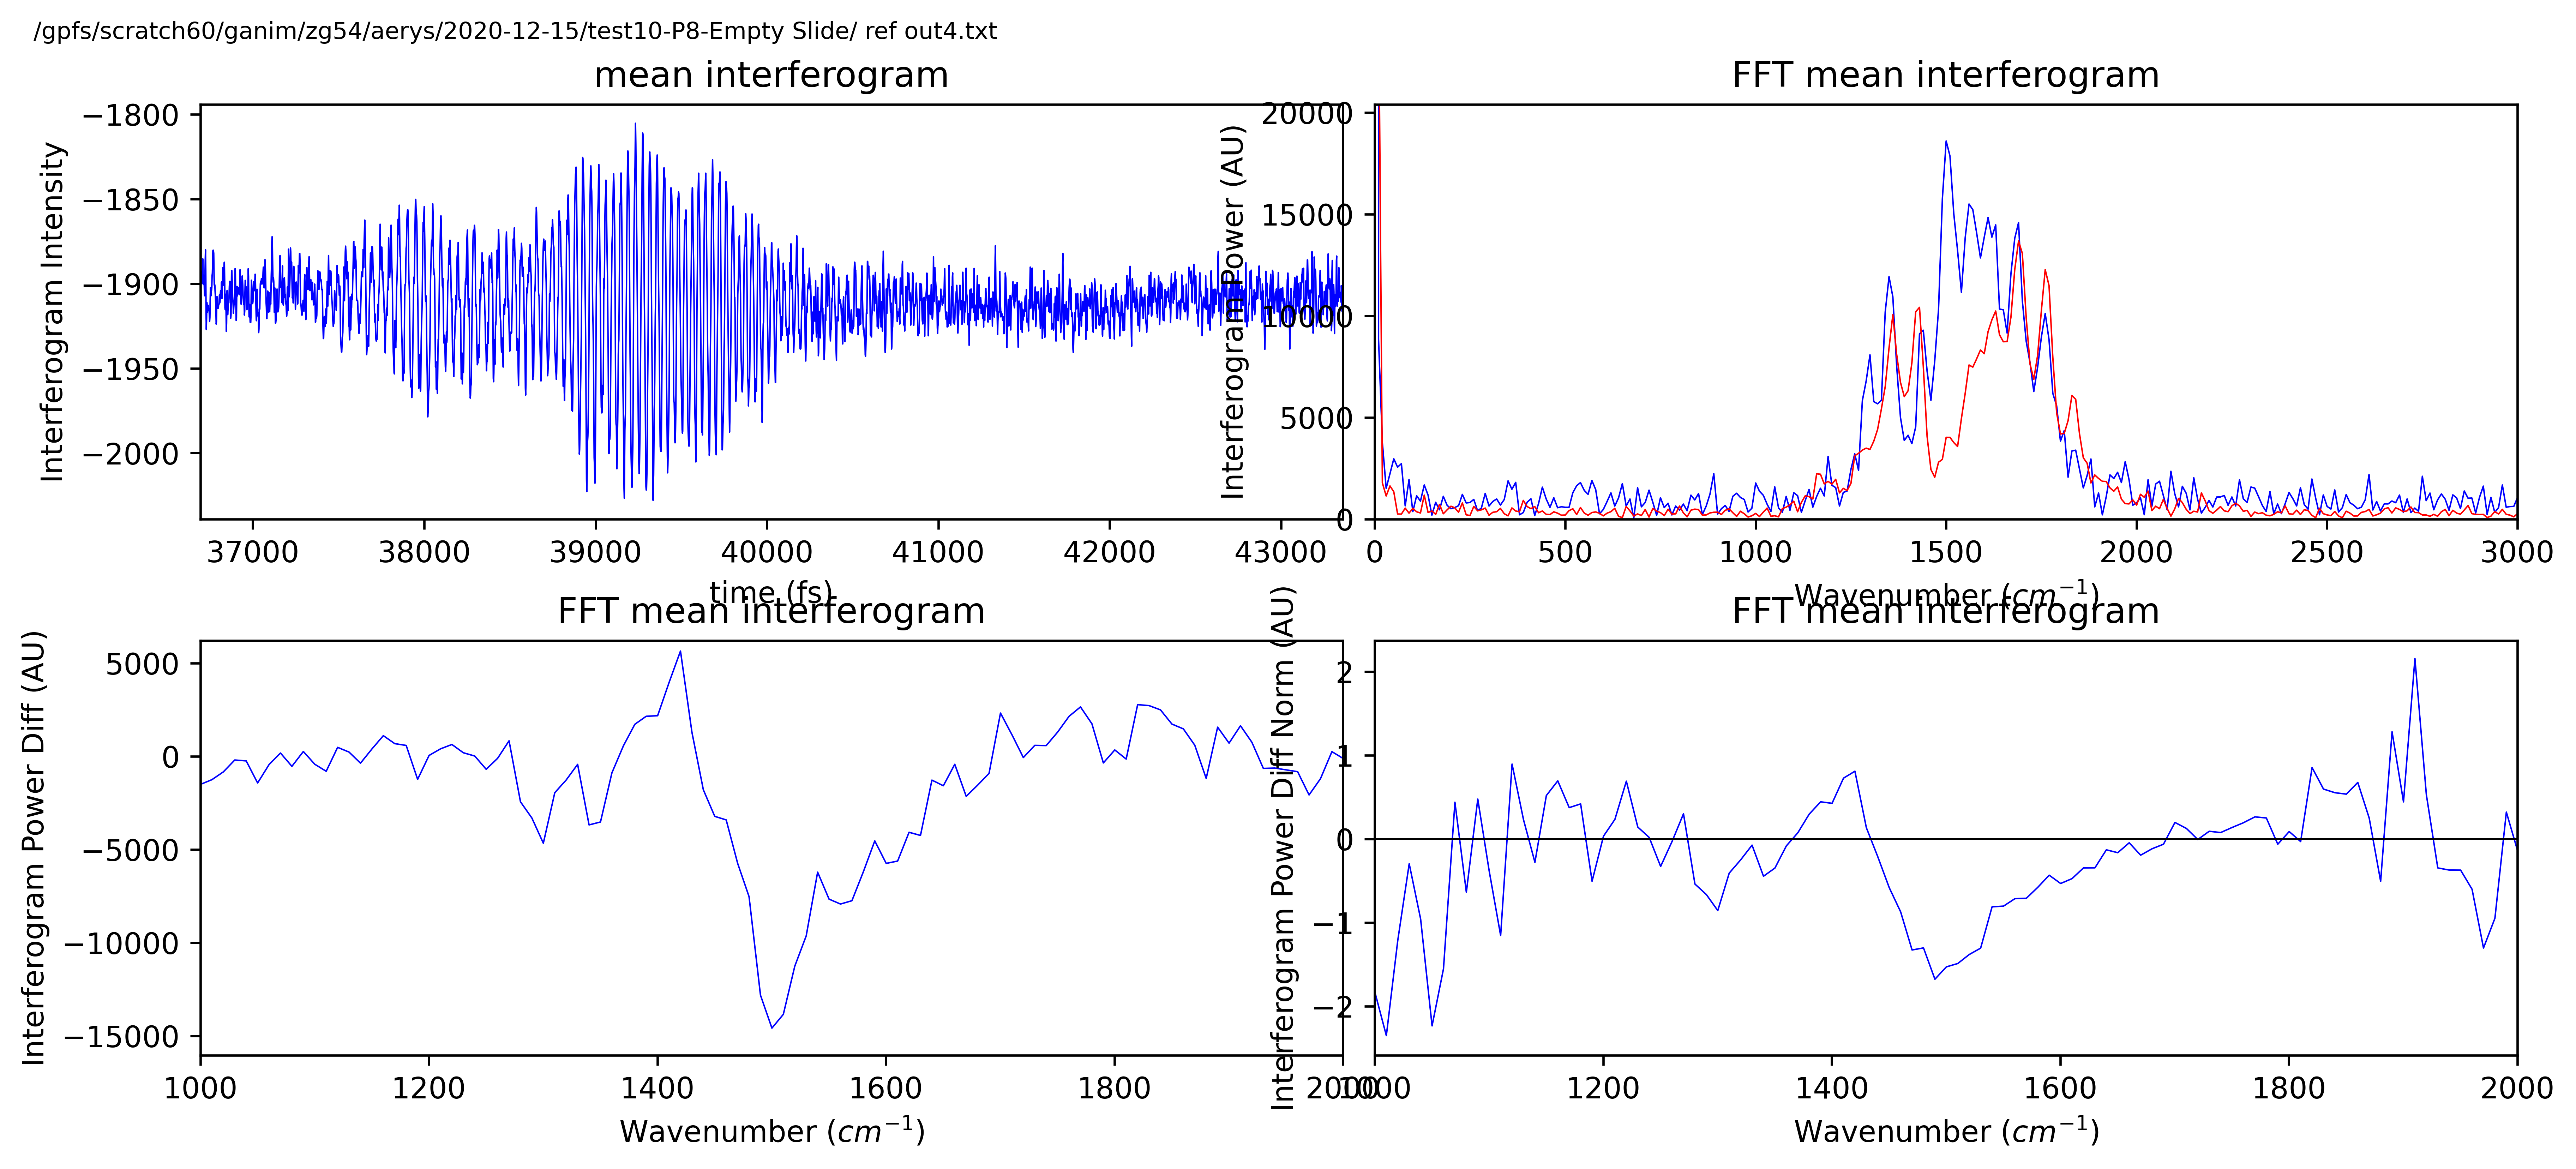 /gpfs/scratch60/ganim/zg54/aerys/2020-12-15/test10-P8-Empty Slide/ ref out4.txt
mean interferogram
Interferogram Intensity
−1800
−1850
−1900
−1950
−2000
37000 38000 39000 40000 41000 42000 43000
time (fs)
FFT mean interferogram
Interferogram Power (AU)
20000
15000
10000
5000
0
0 500 1000 1500 2000 2500 3000
Wavenumber (cm⁻¹)
FFT mean interferogram
Interferogram Power Diff (AU)
5000
0
−5000
−10000
−15000
1000 1200 1400 1600 1800 2000
Wavenumber (cm⁻¹)
FFT mean interferogram
Interferogram Power Diff Norm (AU)
2
1
0
−1
−2
1000 1200 1400 1600 1800 2000
Wavenumber (cm⁻¹)